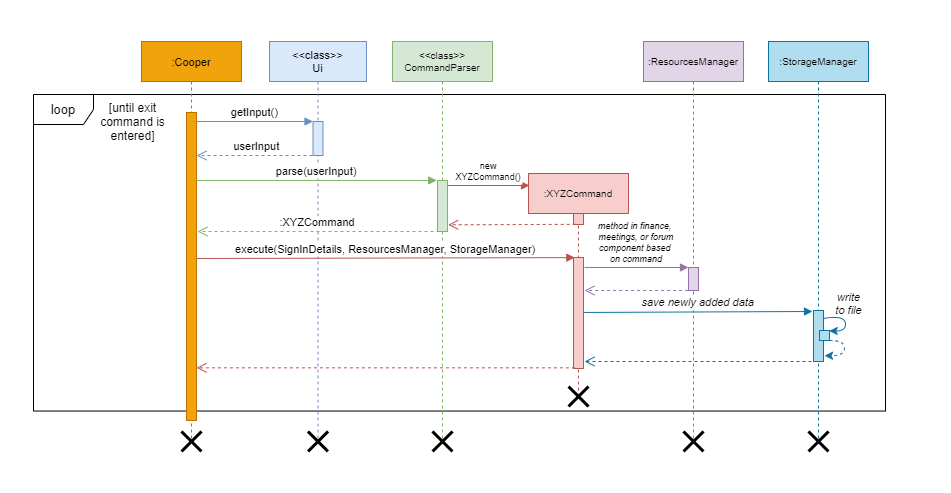 :Cooper
<<class>>
Ui
<<class>>
CommandParser
:ResourcesManager
:StorageManager
loop
[until exit
command is
entered]
getInput()
userInput
parse(userInput)
new
XYZCommand()
:XYZCommand
:XYZCommand
method in finance,
meetings, or forum
component based
on command
execute(SignInDetails, ResourcesManager, StorageManager)
save newly added data
write
to file